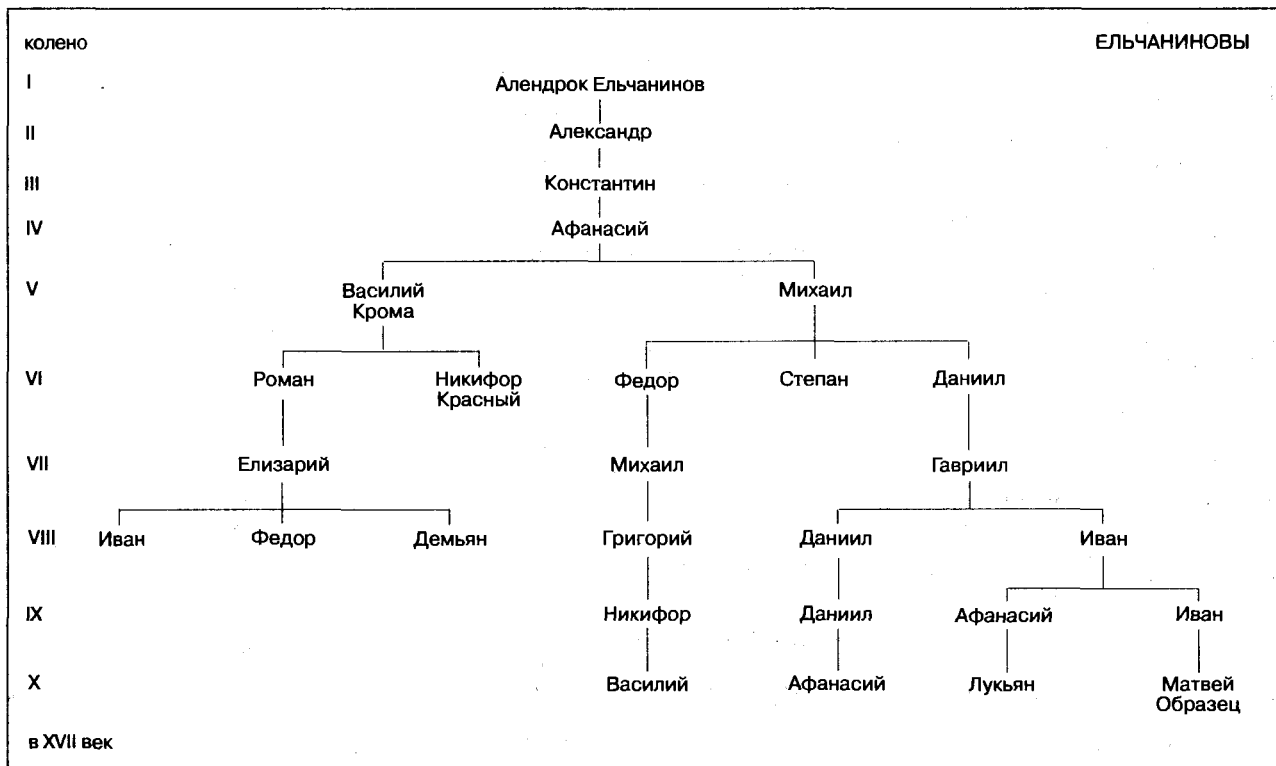 колено ЕЛЬЧАНИНОВЫ
I Алендрок Ельчанинов
II Александр
III Константин
IV Афанасий
V Василий Михаил
Крома
VI Роман Никифор Федор Степан Даниил
Красный
VII Елизарий Михаил Гавриил
VIII Иван Федор Демьян Григорий Даниил Иван
IX Никифор Даниил Афанасий Иван
X Василий Афанасий Лукьян Матвей
Образец
в XVII век